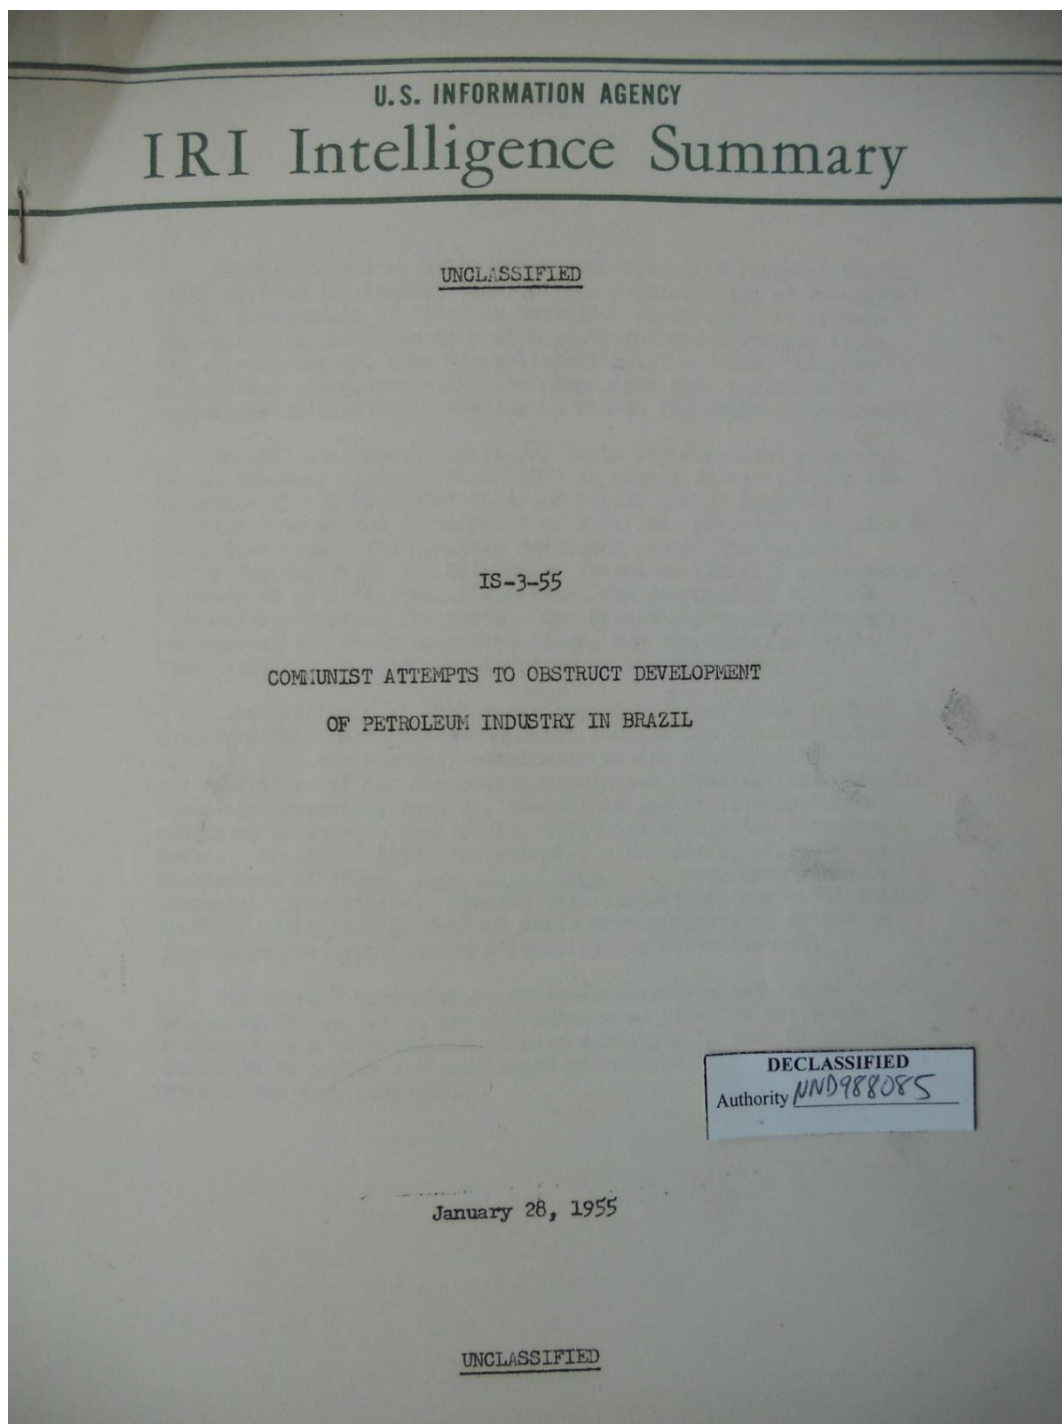 U.S. INFORMATION AGENCY
IRI Intelligence Summary
UNCLASSIFIED
IS-3-55
COMMUNIST ATTEMPTS TO OBSTRUCT DEVELOPMENT
OF PETROLEUM INDUSTRY IN BRAZIL
DECLASSIFIED
Authority NND988085
January 28, 1955
UNCLASSIFIED